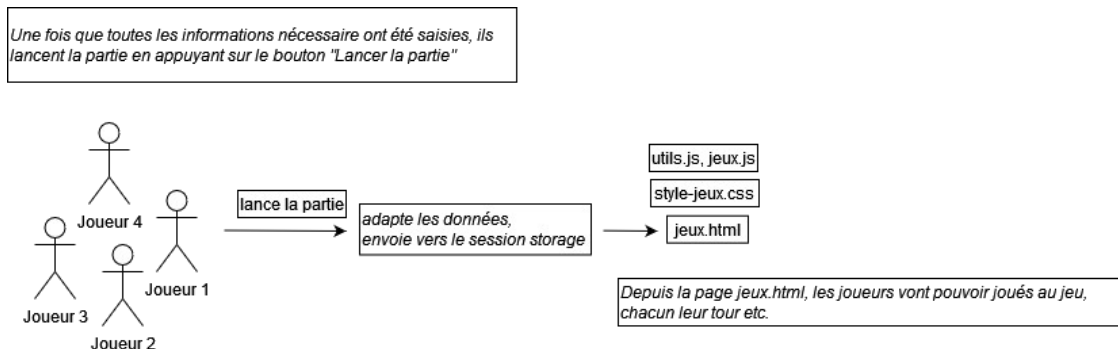 Une fois que toutes les informations nécessaire ont été saisies, ils
lancent la partie en appuyant sur le bouton "Lancer la partie"
utils.js, jeux.js
style-jeux.css
lance la partie
Joueur 4
adapte les données,
envoie vers le session storage
jeux.html
Joueur 1
Joueur 3
Joueur 2
Depuis la page jeux.html, les joueurs vont pouvoir joués au jeu,
chacun leur tour etc.